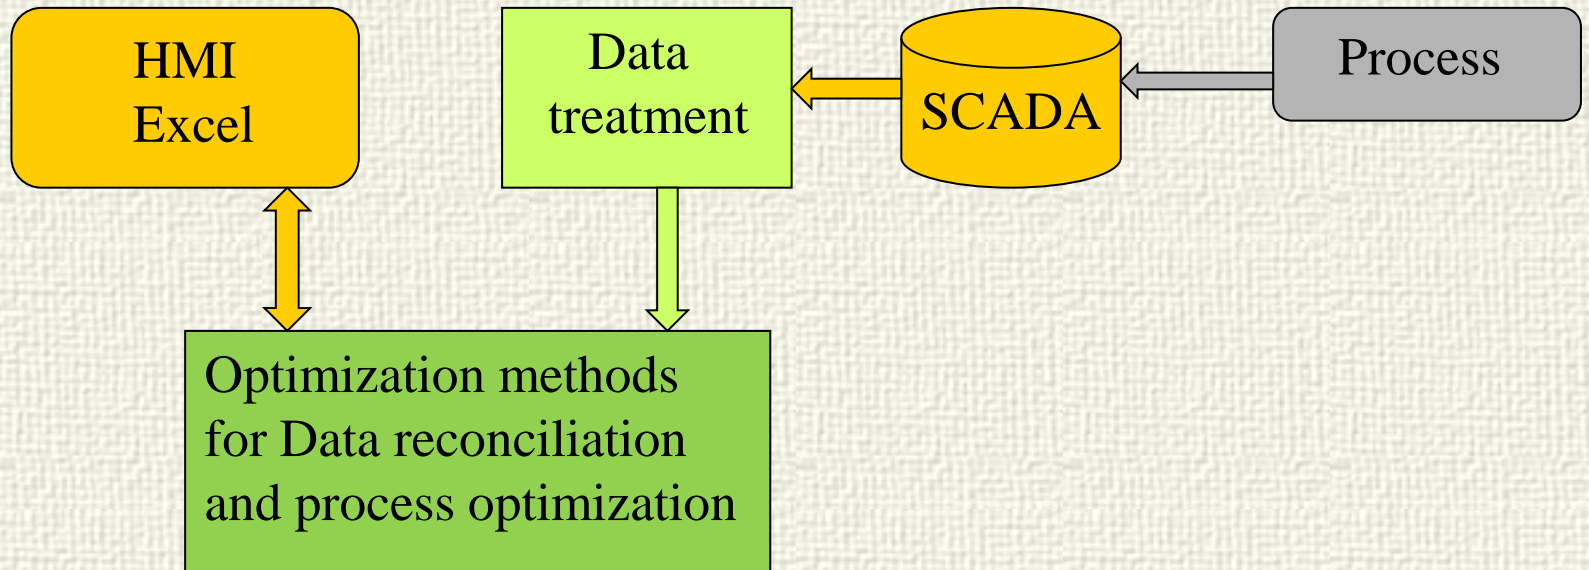 HMI
Excel
Data
treatment
SCADA
Process
Optimization methods
for Data reconciliation
and process optimization